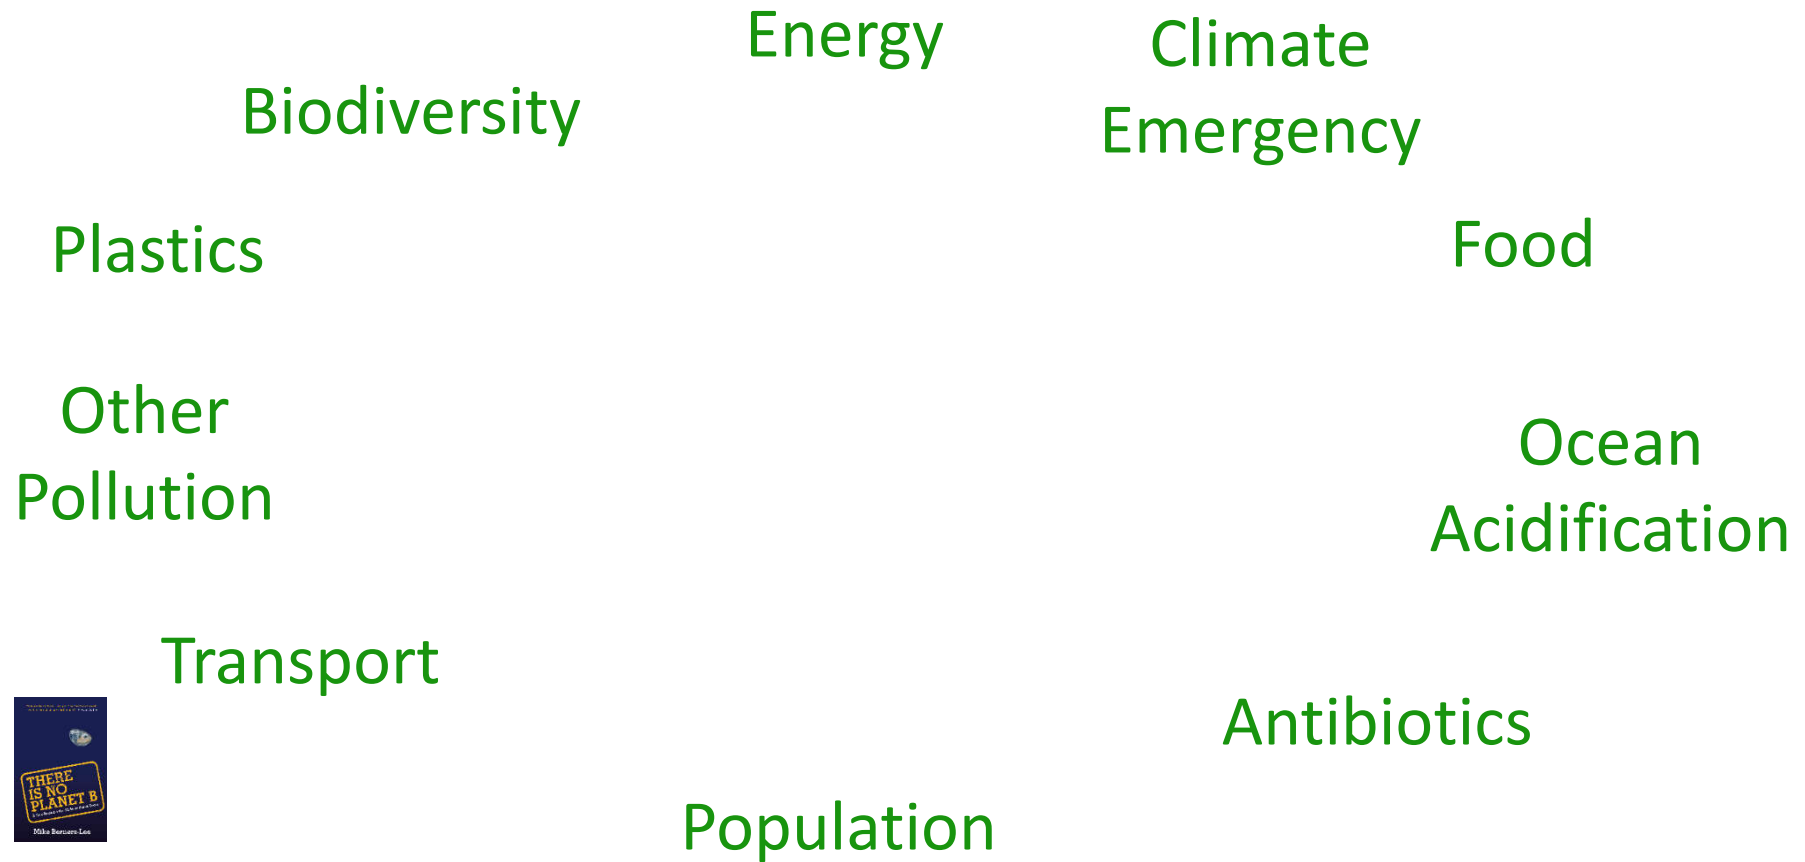 Energy
Climate
Emergency
Biodiversity
Plastics
Food
Other
Pollution
Ocean
Acidification
Transport
Antibiotics
Population
THERE
IS NO
PLANET B
Mike Berners-Lee